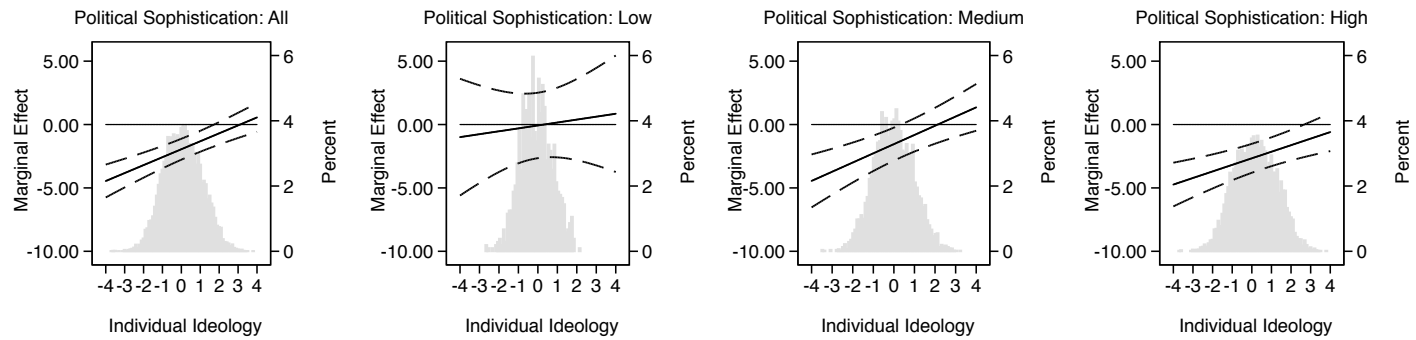 Political Sophistication: All
5.00
0.00
-5.00
-10.00
Marginal Effect
6
4
2
0
Percent
-4 -3 -2 -1 0 1 2 3 4
Individual Ideology
Political Sophistication: Low
5.00
0.00
-5.00
-10.00
Marginal Effect
6
4
2
0
Percent
-4 -3 -2 -1 0 1 2 3 4
Individual Ideology
Political Sophistication: Medium
5.00
0.00
-5.00
-10.00
Marginal Effect
6
4
2
0
Percent
-4 -3 -2 -1 0 1 2 3 4
Individual Ideology
Political Sophistication: High
5.00
0.00
-5.00
-10.00
Marginal Effect
6
4
2
0
Percent
-4 -3 -2 -1 0 1 2 3 4
Individual Ideology